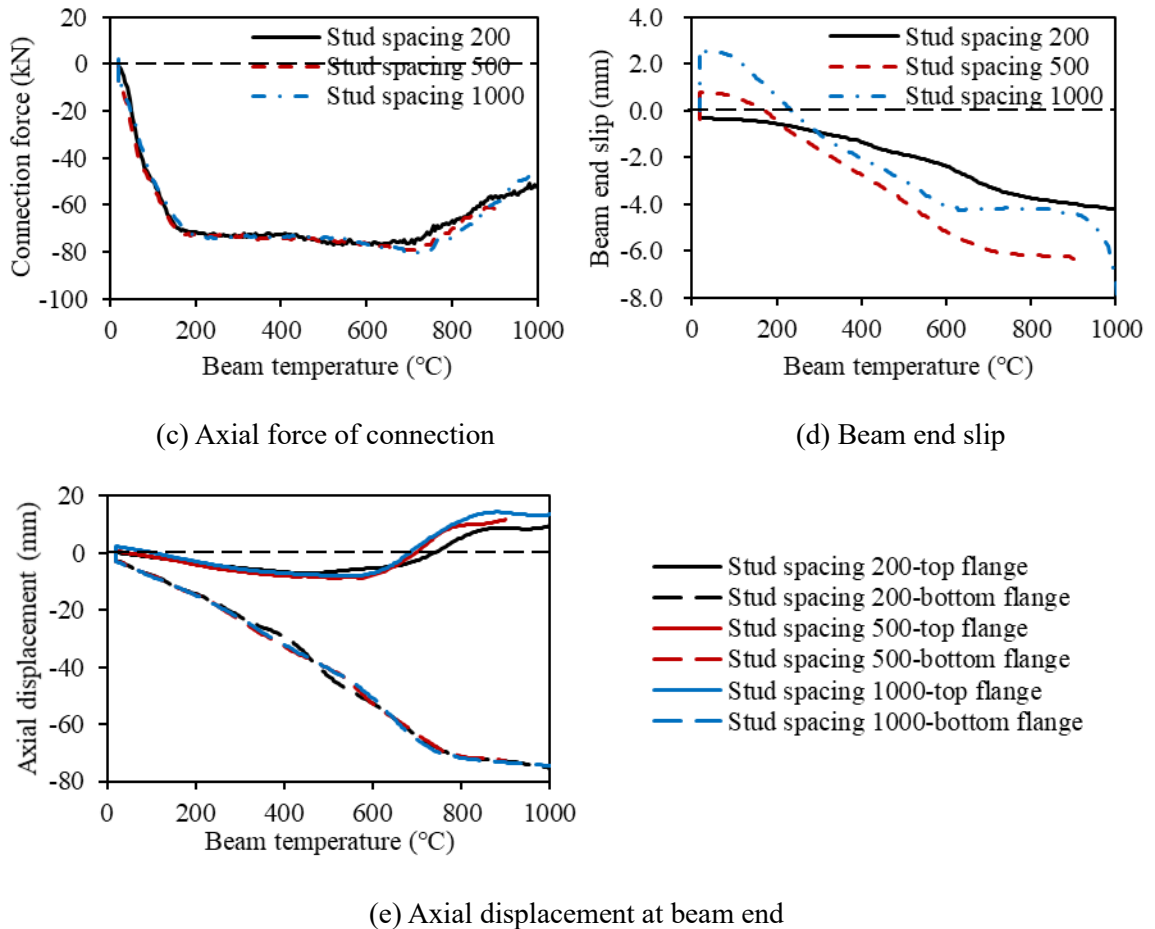 20
0
-20
-40
-60
-80
-100
Connection force (kN)
Stud spacing 200
Stud spacing 500
Stud spacing 1000
0 200 400 600 800 1000
Beam temperature (℃)
(c) Axial force of connection
4.0
2.0
0.0
-2.0
-4.0
-6.0
-8.0
Beam end slip (mm)
Stud spacing 200
Stud spacing 500
Stud spacing 1000
0 200 400 600 800 1000
Beam temperature (℃)
(d) Beam end slip
20
0
-20
-40
-60
-80
Axial displacement (mm)
0 200 400 600 800 1000
Beam temperature (℃)
Stud spacing 200-top flange
Stud spacing 200-bottom flange
Stud spacing 500-top flange
Stud spacing 500-bottom flange
Stud spacing 1000-top flange
Stud spacing 1000-bottom flange
(e) Axial displacement at beam end